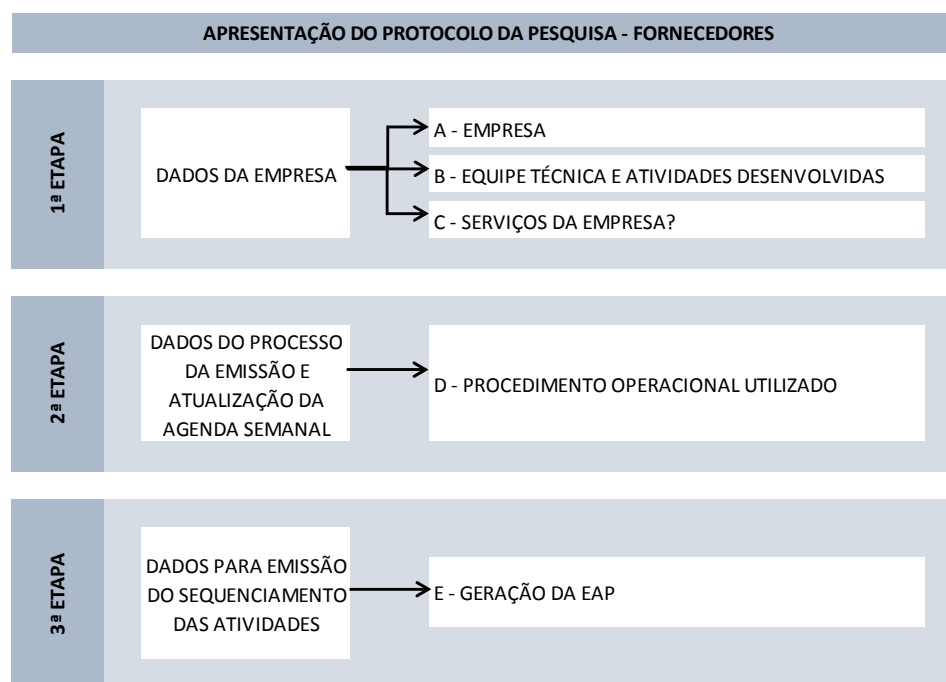 APRESENTAÇÃO DO PROTOCOLO DA PESQUISA - FORNECEDORES
1ª ETAPA
DADOS DA EMPRESA
A - EMPRESA
B - EQUIPE TÉCNICA E ATIVIDADES DESENVOLVIDAS
C - SERVIÇOS DA EMPRESA?
2ª ETAPA
DADOS DO PROCESSO
DA EMISSÃO E
ATUALIZAÇÃO DA
AGENDA SEMANAL
D - PROCEDIMENTO OPERACIONAL UTILIZADO
3ª ETAPA
DADOS PARA EMISSÃO
DO SEQUENCIAMENTO
DAS ATIVIDADES
E - GERAÇÃO DA EAP